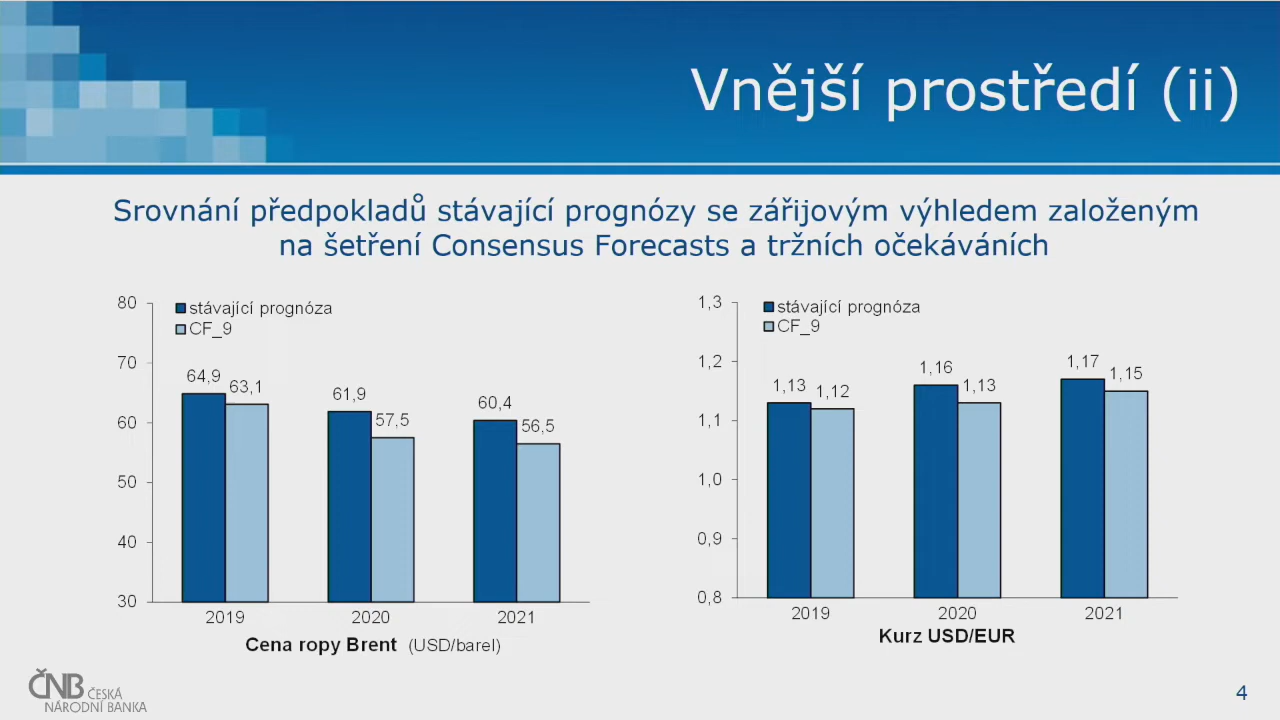 Vnější prostředí (ii)
Srovnání předpokladů stávající prognózy se zářijovým výhledem založeným
na šetření Consensus Forecasts a tržních očekáváních
80
70
60
50
40
30
stávající prognóza
CF_9
64,9
63,1
61,9
57,5
60,4
56,5
2019
2020
2021
Cena ropy Brent (USD/barel)
1,3
1,2
1,1
1,0
0,9
0,8
stávající prognóza
CF_9
1,13
1,12
1,16
1,13
1,17
1,15
2019
2020
2021
Kurz USD/EUR
ČNB ČESKÁ
NÁRODNÍ BANKA
4